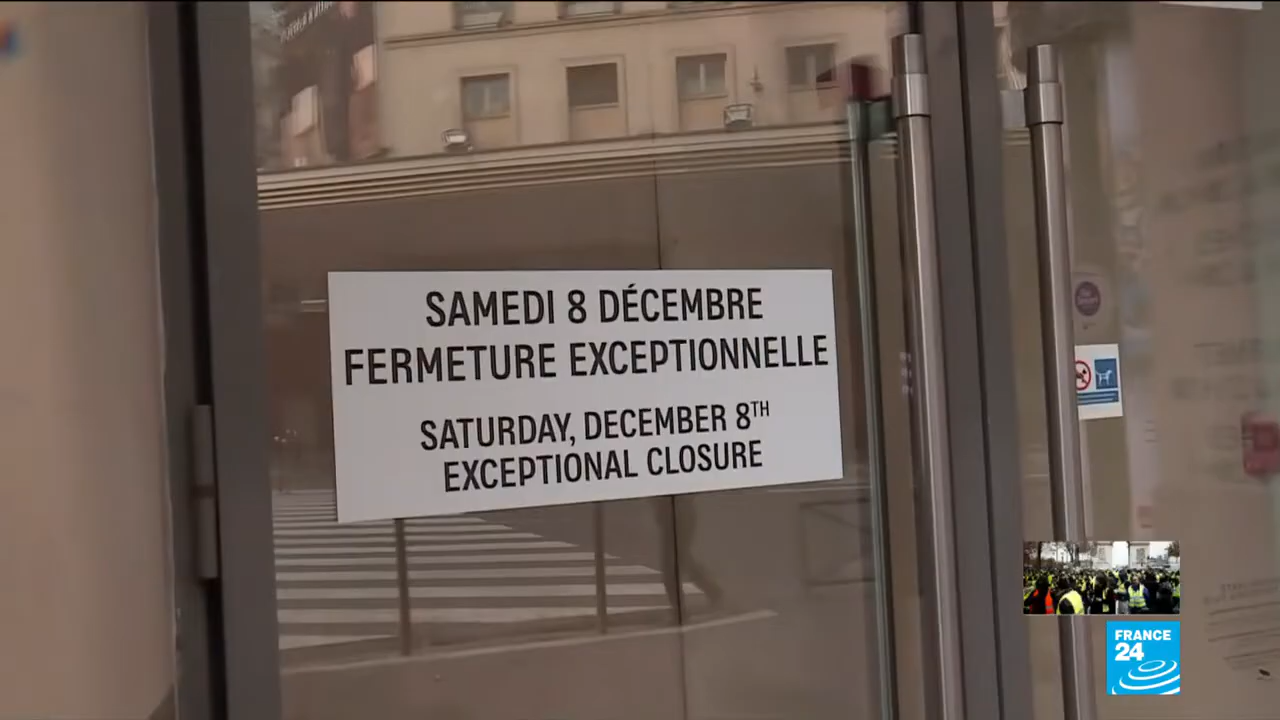 SAMEDI 8 DÉCEMBRE
FERMETURE EXCEPTIONNELLE
SATURDAY, DECEMBER 8TH
EXCEPTIONAL CLOSURE
FRANCE
24